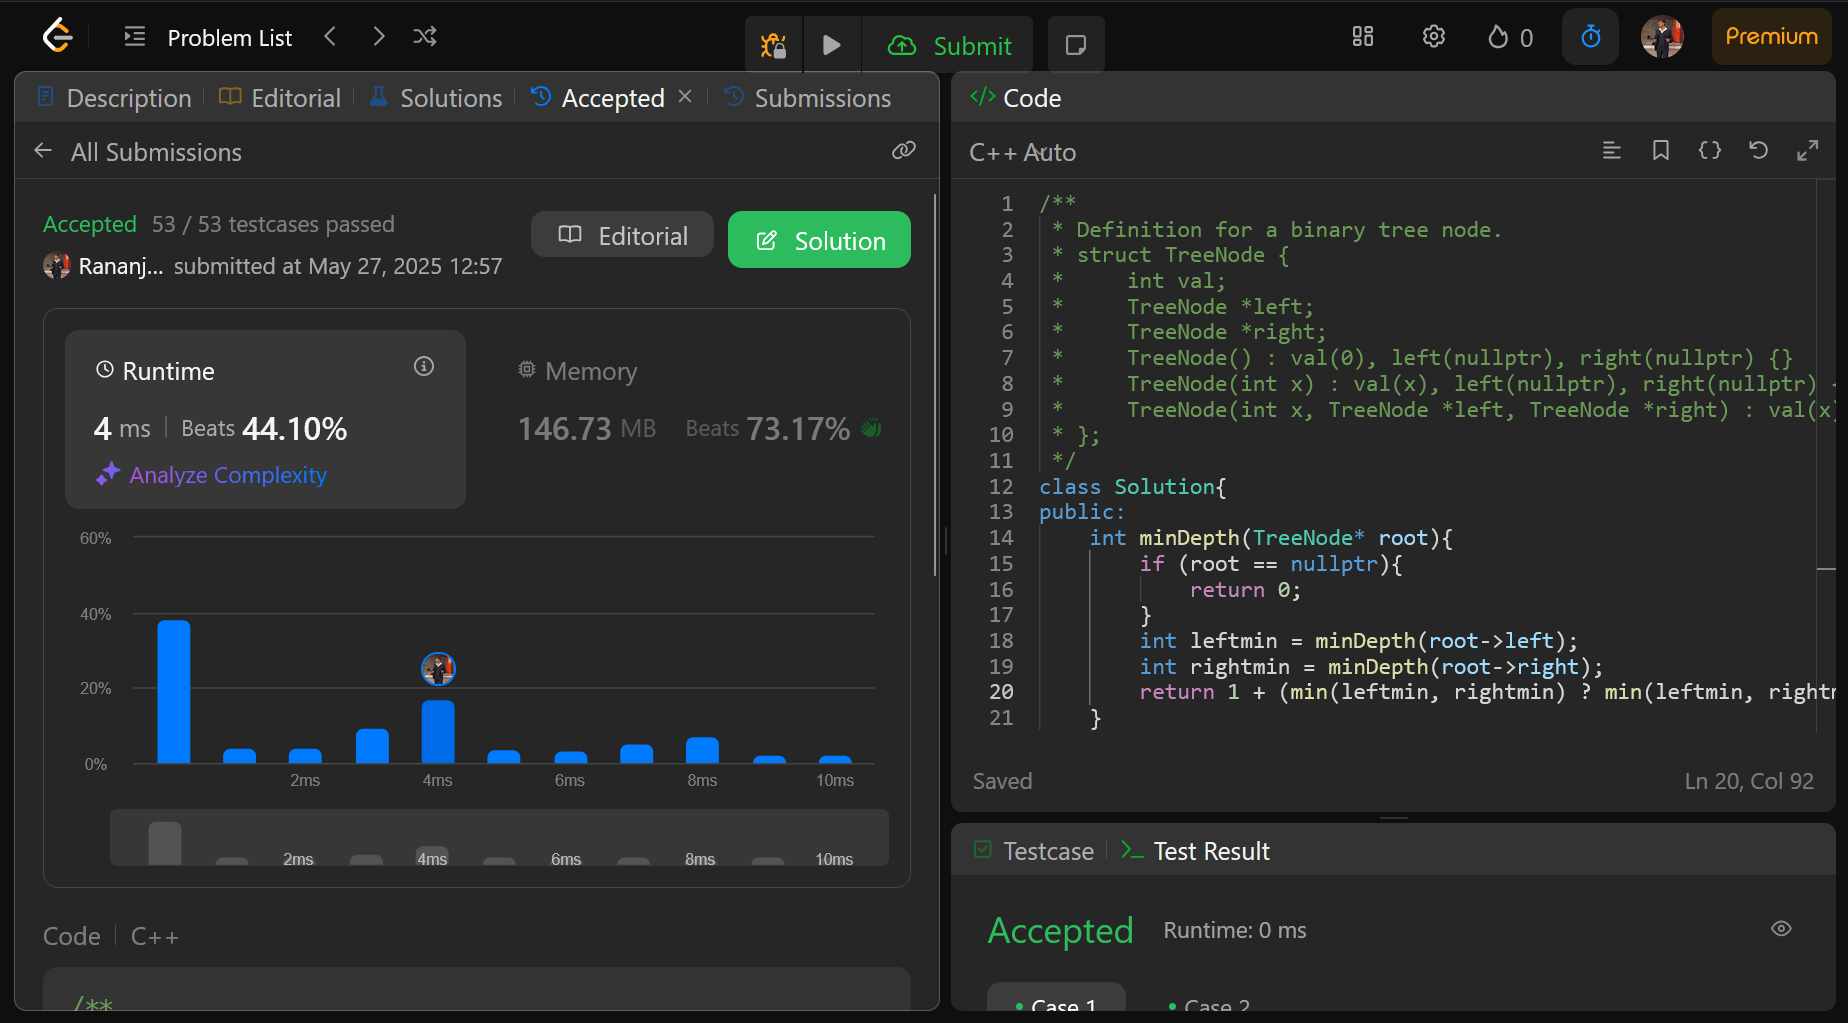 Problem List
Submit
0
Premium
Description
Editorial
Solutions
Accepted
Submissions
All Submissions
Accepted 53 / 53 testcases passed
Rananj... submitted at May 27, 2025 12:57
Editorial
Solution
Runtime
4 ms Beats 44.10%
Analyze Complexity
Memory
146.73 MB Beats 73.17%
60%
40%
20%
0%
2ms 4ms 6ms 8ms 10ms
2ms 4ms 6ms 8ms 10ms
Code C++
/**
Code
C++ Auto
1 /**
2 * Definition for a binary tree node.
3 * struct TreeNode {
4 *     int val;
5 *     TreeNode *left;
6 *     TreeNode *right;
7 *     TreeNode() : val(0), left(nullptr), right(nullptr) {}
8 *     TreeNode(int x) : val(x), left(nullptr), right(nullptr)
9 *     TreeNode(int x, TreeNode *left, TreeNode *right) : val(x)
10 * };
11 */
12 class Solution{
13 public:
14     int minDepth(TreeNode* root){
15         if (root == nullptr){
16             return 0;
17         }
18         int leftmin = minDepth(root->left);
19         int rightmin = minDepth(root->right);
20         return 1 + (min(leftmin, rightmin) ? min(leftmin,
21     }
Saved
Ln 20, Col 92
Testcase
Test Result
Accepted Runtime: 0 ms
Case 1 Case 2